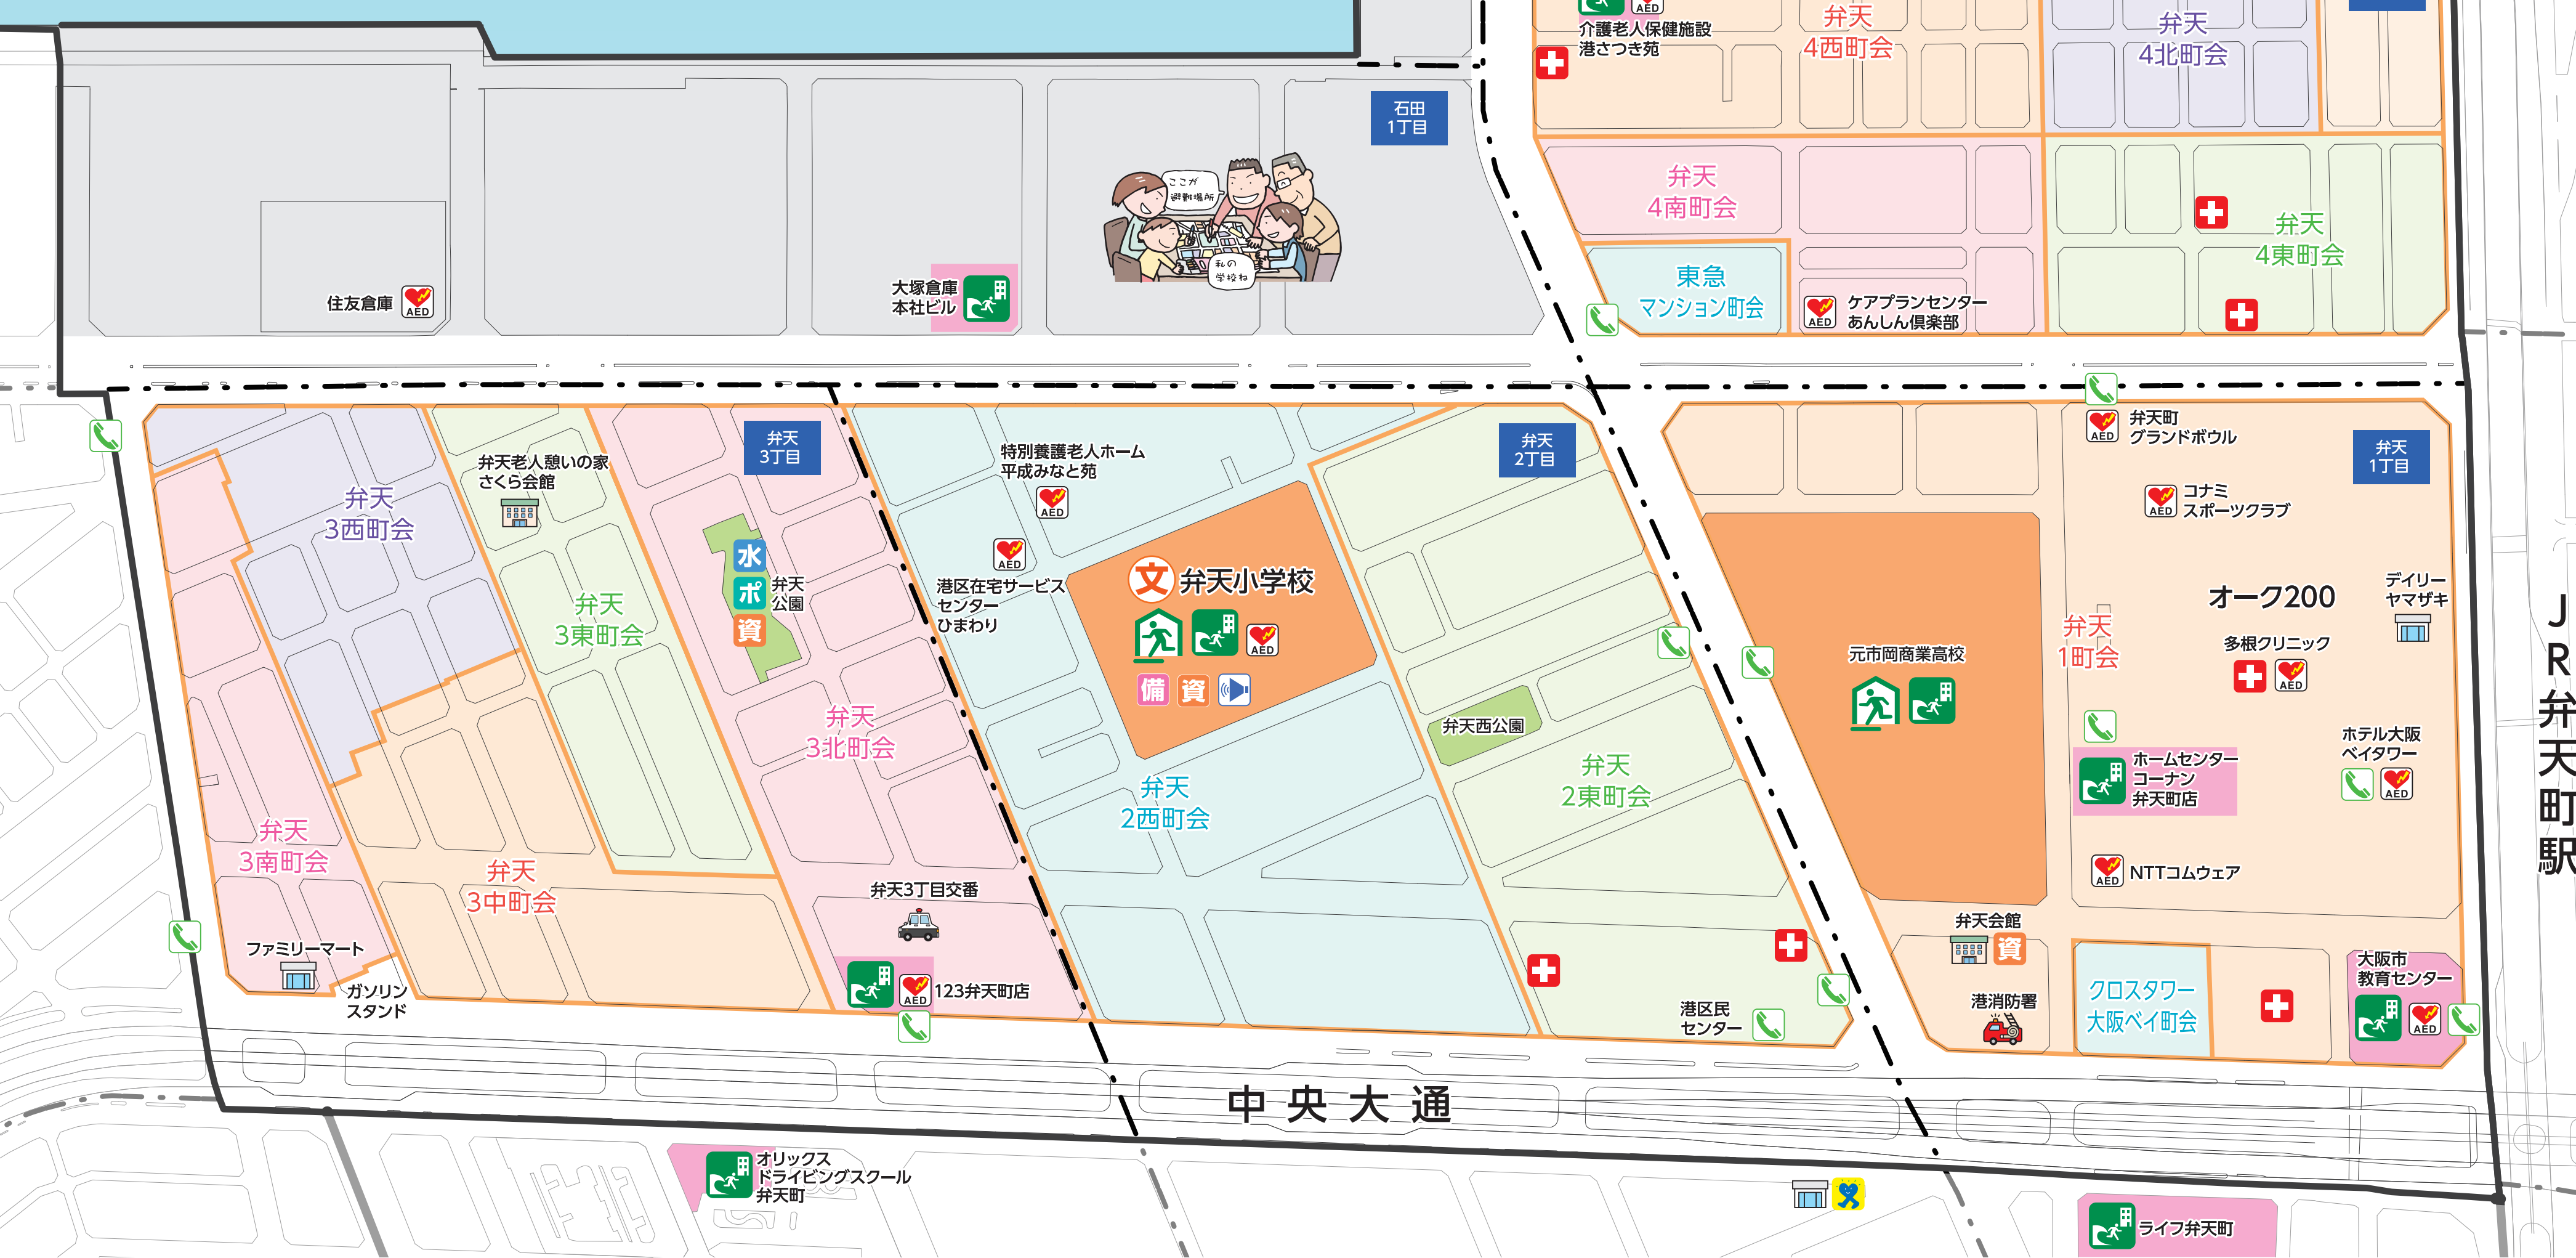 AED
介護老人保健施設
港さつき苑
弁天
4西町会
弁天
4北町会
石田
1丁目
ここが
避難場所
私の
学校ね
弁天
4南町会
弁天
4東町会
東急
マンション町会
AED
ケアプランセンター
あんしん倶楽部
住友倉庫
AED
大塚倉庫
本社ビル
弁天
3丁目
弁天
2丁目
弁天
1丁目
AED
弁天町
グランドボウル
特別養護老人ホーム
平成みなと苑
AED
弁天老人憩いの家
さくら会館
弁天
3西町会
AED
コナミ
スポーツクラブ
水
ポ
資
弁天
公園
AED
港区在宅サービス
センター
ひまわり
文
弁天小学校
AED
備
資
弁天
3東町会
オーク200
デイリー
ヤマザキ
弁天
1町会
多根クリニック
AED
元市岡商業高校
JR弁天町駅
弁天
3北町会
弁天西公園
弁天
2東町会
弁天
2西町会
ホームセンター
コーナン
弁天町店
ホテル大阪
ベイタワー
AED
弁天
3南町会
弁天
3中町会
AED
NTTコムウェア
弁天3丁目交番
弁天会館
資
ファミリーマート
ガソリン
スタンド
AED
123弁天町店
港区民
センター
港消防署
クロスタワー
大阪ベイ町会
大阪市
教育センター
AED
中央大通
オリックス
ドライビングスクール
弁天町
ライフ弁天町